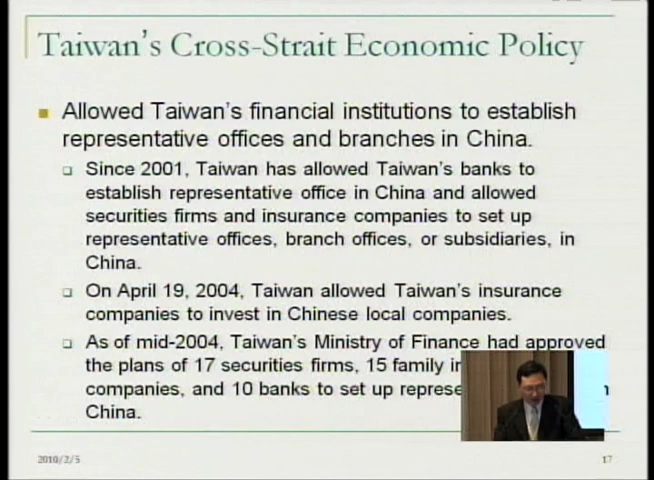 Taiwan's Cross-Strait Economic Policy
Allowed Taiwan's financial institutions to establish
representative offices and branches in China.
Since 2001, Taiwan has allowed Taiwan's banks to
establish representative office in China and allowed
securities firms and insurance companies to set up
representative offices, branch offices, or subsidiaries, in
China.
On April 19, 2004, Taiwan allowed Taiwan's insurance
companies to invest in Chinese local companies.
As of mid-2004, Taiwan's Ministry of Finance had approved
the plans of 17 securities firms, 15 family
companies, and 10 banks to set up
China.
2010/2/5
17